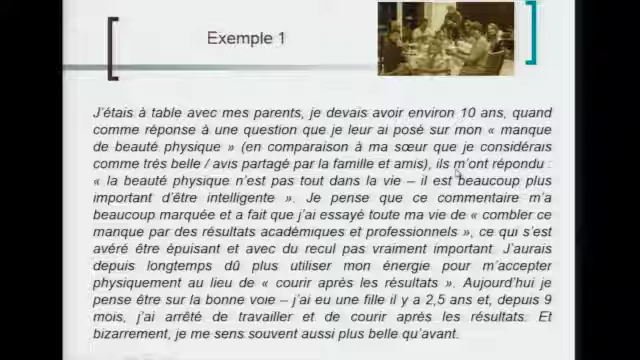 Exemple 1
J'étais à table avec mes parents, je devais avoir environ 10 ans, quand
comme réponse à une question que je leur ai posé sur mon « manque
de beauté physique » (en comparaison à ma sœur que je considérais
comme très belle / avis partagé par la famille et amis), ils m'ont répondu :
« la beauté physique n'est pas tout dans la vie – il est beaucoup plus
important d'être intelligente ». Je pense que ce commentaire m'a
beaucoup marquée et a fait que j'ai essayé toute ma vie de « combler ce
manque par des résultats académiques et professionnels », ce qui s'est
avéré être épuisant et avec du recul pas vraiment important. J'aurais
depuis longtemps dû plus utiliser mon énergie pour m'accepter
physiquement au lieu de « courir après les résultats ». Aujourd'hui je
pense être sur la bonne voie – j'ai eu une fille il y a 2,5 ans et, depuis 9
mois, j'ai arrêté de travailler et de courir après les résultats. Et
bizarrement, je me sens souvent aussi plus belle qu'avant.